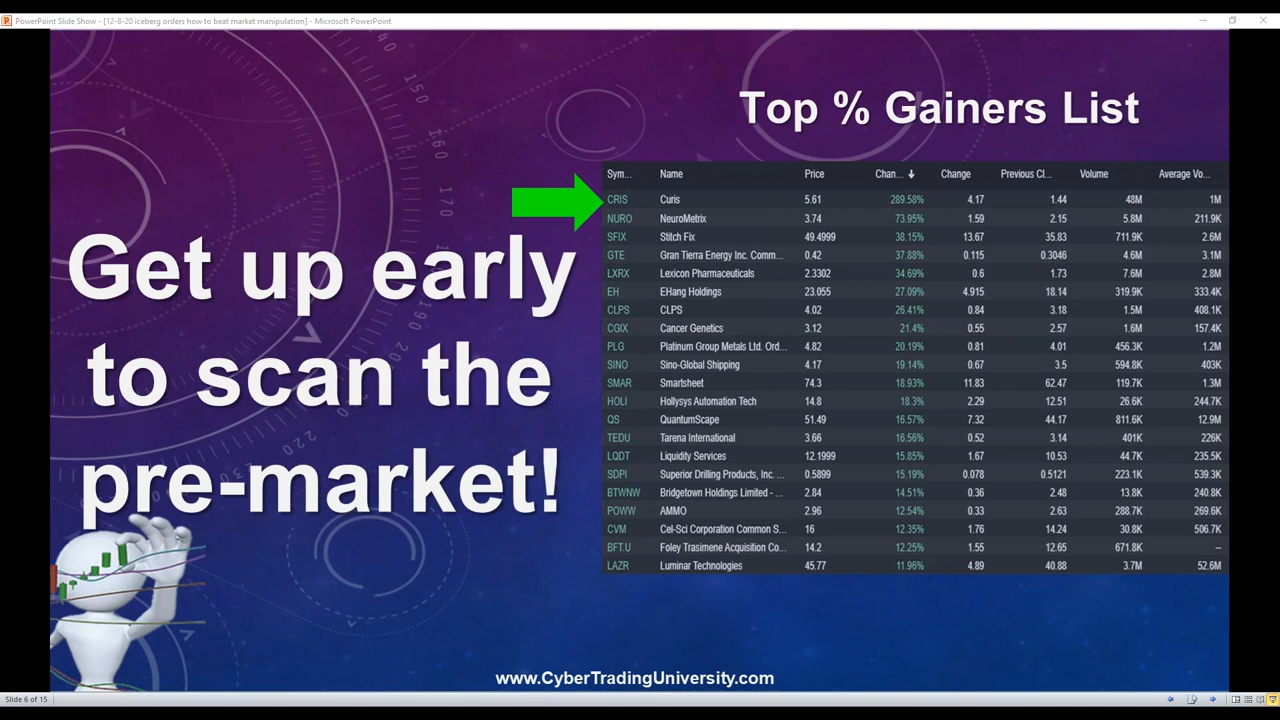 PowerPoint Slide Show - [12-8-20 iceberg orders how to beat market manipulation] - Microsoft PowerPoint
Top % Gainers List
Get up early
to scan the
pre-market!
Sym... Name Price Chan... ↓ Change Previous Cl... Volume Average Vo...
CRIS Curis 5.61 289.58% 4.17 1.44 48M 1M
NURO NeuroMetrix 3.74 73.95% 1.59 2.15 5.8M 211.9K
SFIX Stitch Fix 49.4999 38.15% 13.67 35.83 711.9K 2.6M
GTE Gran Tierra Energy Inc. Comm... 0.42 37.88% 0.115 0.3046 4.6M 3.1M
LXRX Lexicon Pharmaceuticals 2.3302 34.69% 0.6 1.73 7.6M 2.8M
EH EHang Holdings 23.055 27.09% 4.915 18.14 319.9K 333.4K
CLPS CLPS 4.02 26.41% 0.84 3.18 1.5M 408.1K
CGIX Cancer Genetics 3.12 21.4% 0.55 2.57 1.6M 157.4K
PLG Platinum Group Metals Ltd. Ord... 4.82 20.19% 0.81 4.01 456.3K 1.2M
SINO Sino-Global Shipping 4.17 19.14% 0.67 3.5 594.8K 403K
SMAR Smartsheet 74.3 18.93% 11.83 62.47 119.7K 1.3M
HOLI Hollysys Automation Tech 14.8 18.3% 2.29 12.51 26.6K 244.7K
QS QuantumScape 51.49 16.57% 7.32 44.17 811.6K 12.9M
TEDU Tarena International 3.66 16.56% 0.52 3.14 401K 226K
LQDT Liquidity Services 12.1999 15.85% 1.67 10.53 44.7K 235.5K
SDPI Superior Drilling Products, Inc. ... 0.5899 15.19% 0.078 0.5121 223.1K 539.3K
BTWNW Bridgetown Holdings Limited - ... 2.84 14.51% 0.36 2.48 13.8K 240.8K
POWW AMMO 2.96 12.54% 0.33 2.63 288.7K 269.6K
CVM Cel-Sci Corporation Common S... 16 12.35% 1.76 14.24 30.8K 506.7K
BFT.U Foley Trasimene Acquisition Co... 14.2 12.25% 1.55 12.65 671.8K --
LAZR Luminar Technologies 45.77 11.96% 4.89 40.88 3.7M 52.6M
150
160
190
200
210
220
230
www.CyberTradingUniversity.com
Slide 6 of 15